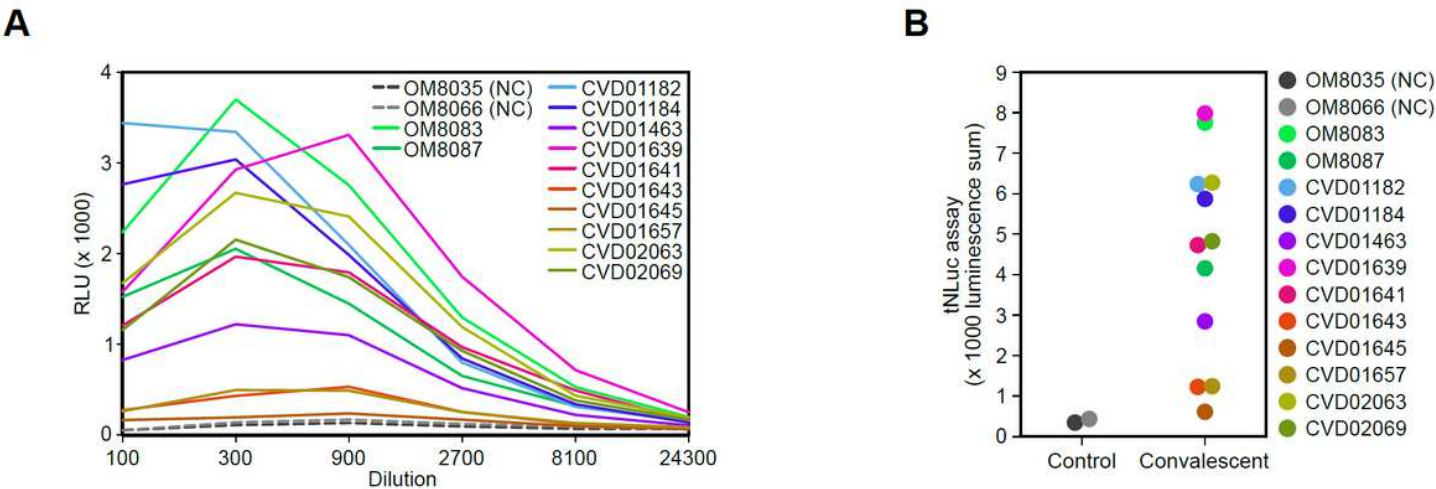 A
B
RLU (x 1000)
4
3
2
1
0
100 300 900 2700 8100 24300
Dilution
OM8035 (NC)
OM8066 (NC)
OM8083
OM8087
CVD01182
CVD01184
CVD01463
CVD01639
CVD01641
CVD01643
CVD01645
CVD01657
CVD02063
CVD02069
tNLuc assay
(x 1000 luminescence sum)
9
8
7
6
5
4
3
2
1
0
Control Convalescent
OM8035 (NC)
OM8066 (NC)
OM8083
OM8087
CVD01182
CVD01184
CVD01463
CVD01639
CVD01641
CVD01643
CVD01645
CVD01657
CVD02063
CVD02069